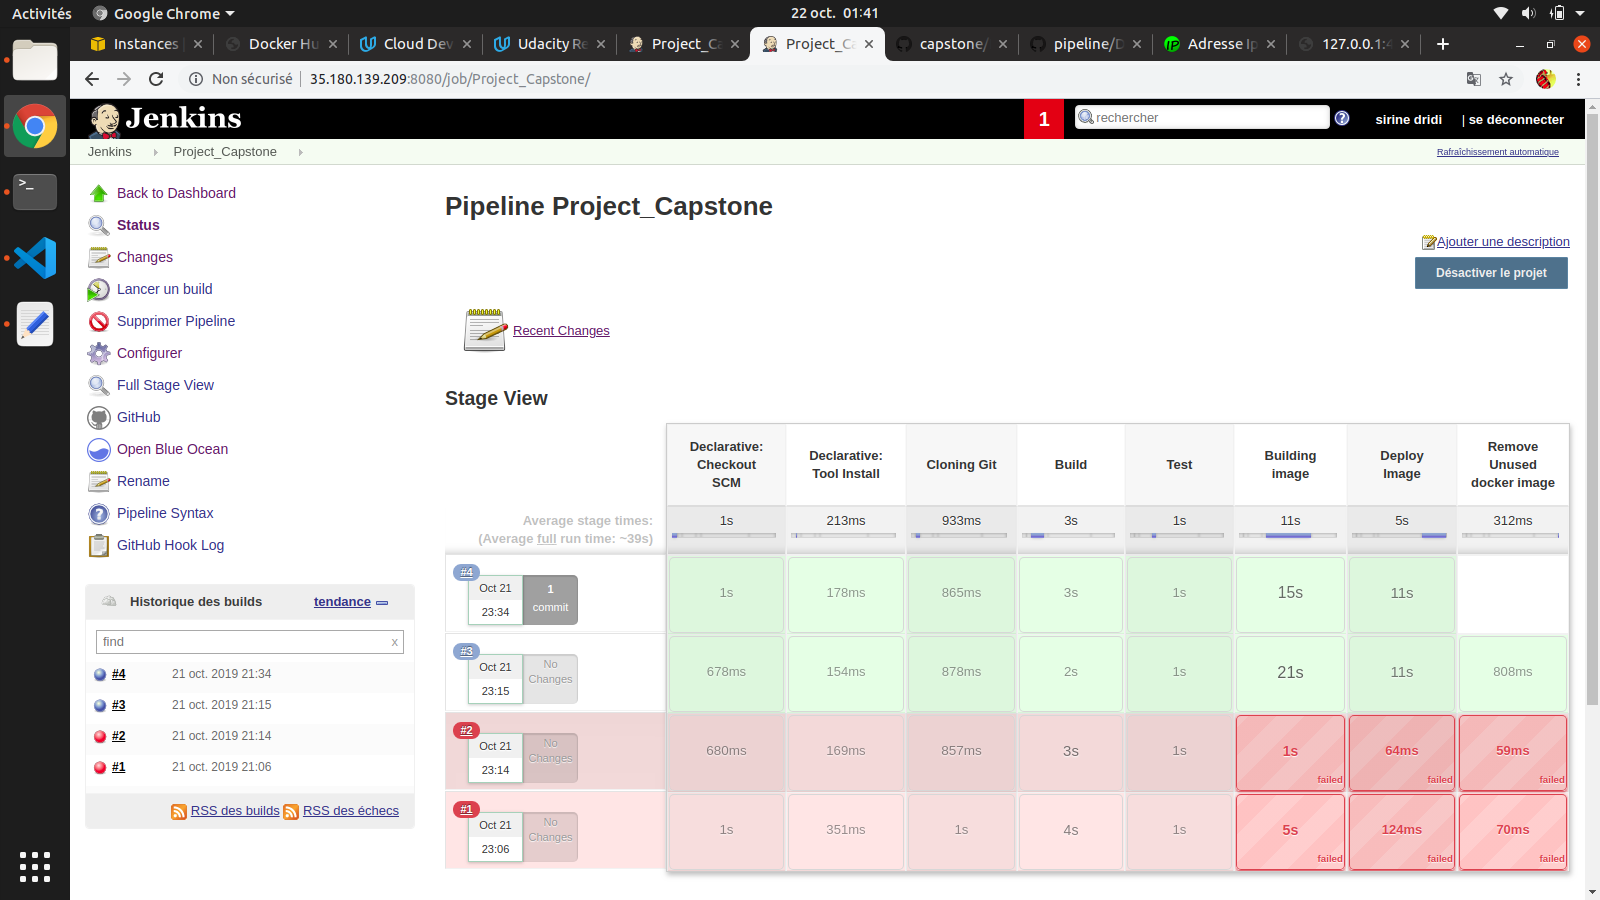 Activités
Google Chrome
22 oct. 01:41
Instances
Docker Hu
Cloud Dev
Udacity Re
Project_Ca
Project_Ca
capstone/
pipeline/D
Adresse Ip
127.0.0.1:4
Non sécurisé
35.180.139.209:8080/job/Project_Capstone/
Jenkins
1
rechercher
sirine dridi
| se déconnecter
Jenkins
Project_Capstone
Rafraîchissement automatique
Back to Dashboard
Status
Changes
Lancer un build
Supprimer Pipeline
Configurer
Full Stage View
GitHub
Open Blue Ocean
Rename
Pipeline Syntax
GitHub Hook Log
Historique des builds
tendance
find
x
#4 21 oct. 2019 21:34
#3 21 oct. 2019 21:15
#2 21 oct. 2019 21:14
#1 21 oct. 2019 21:06
RSS des builds
RSS des échecs
Pipeline Project_Capstone
Ajouter une description
Désactiver le projet
Recent Changes
Stage View
Declarative:
Checkout
SCM
Declarative:
Tool Install
Cloning Git
Build
Test
Building
image
Deploy
Image
Remove
Unused
docker image
Average stage times:
(Average full run time: ~39s)
1s
213ms
933ms
3s
1s
11s
5s
312ms
#4
Oct 21
23:34
1
commit
1s
178ms
865ms
3s
1s
15s
11s
#3
Oct 21
23:15
No
Changes
678ms
154ms
878ms
2s
1s
21s
11s
808ms
#2
Oct 21
23:14
No
Changes
680ms
169ms
857ms
3s
1s
1s
failed
64ms
failed
59ms
failed
#1
Oct 21
23:06
No
Changes
1s
351ms
1s
4s
1s
5s
failed
124ms
failed
70ms
failed